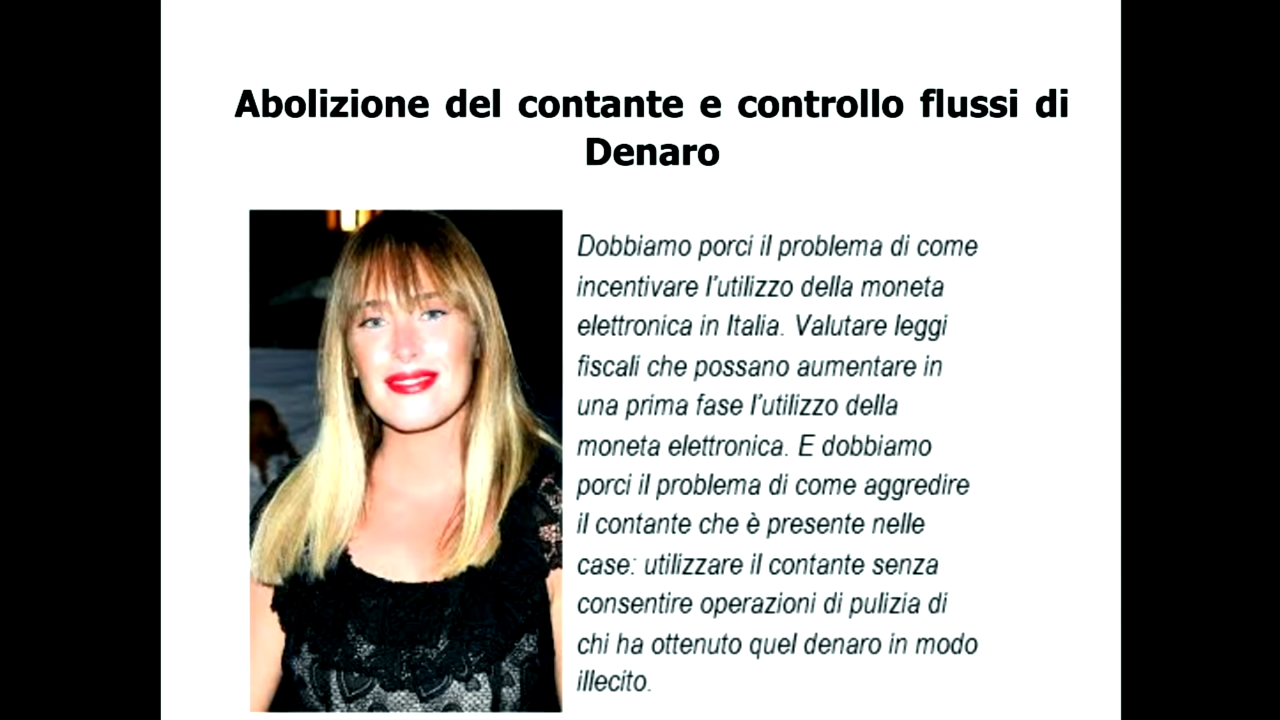 Abolizione del contante e controllo flussi di
Denaro
Dobbiamo porci il problema di come
incentivare l'utilizzo della moneta
elettronica in Italia. Valutare leggi
fiscali che possano aumentare in
una prima fase l'utilizzo della
moneta elettronica. E dobbiamo
porci il problema di come aggredire
il contante che è presente nelle
case: utilizzare il contante senza
consentire operazioni di pulizia di
chi ha ottenuto quel denaro in modo
illecito.